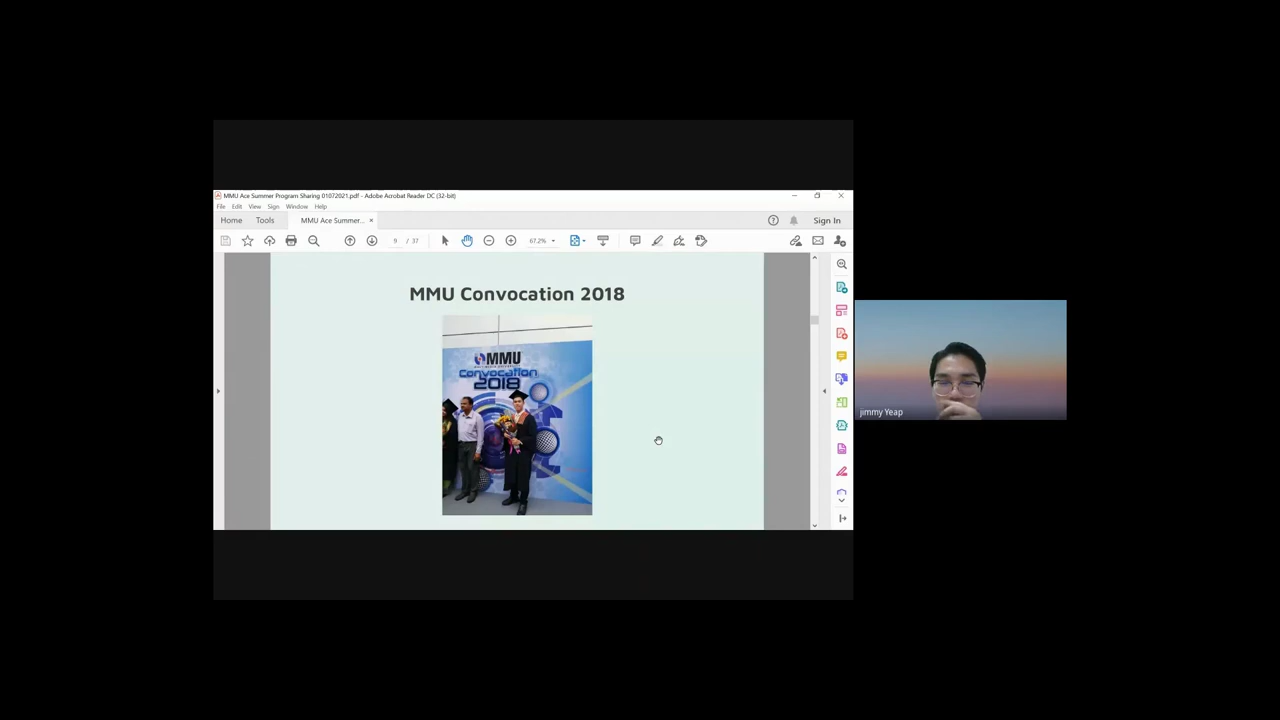 MMU Ace Summer Program Sharing 01072021.pdf - Adobe Acrobat Reader DC (32-bit)
File Edit View Sign Window Help
Home Tools MMU Ace Summer... × Sign In
9 / 37 67.2%
MMU Convocation 2018
MMU
Convocation
2018
jimmy Yeap